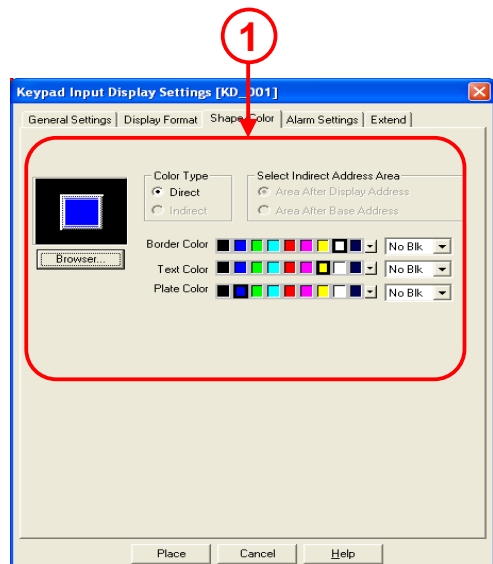 1
Keypad Input Display Settings [KD_001]
General Settings
Display Format
Shape/Color
Alarm Settings
Extend
Color Type
Direct
Indirect
Select Indirect Address Area
Area After Display Address
Area After Base Address
Browser...
Border Color
No Blk
Text Color
No Blk
Plate Color
No Blk
Place
Cancel
Help